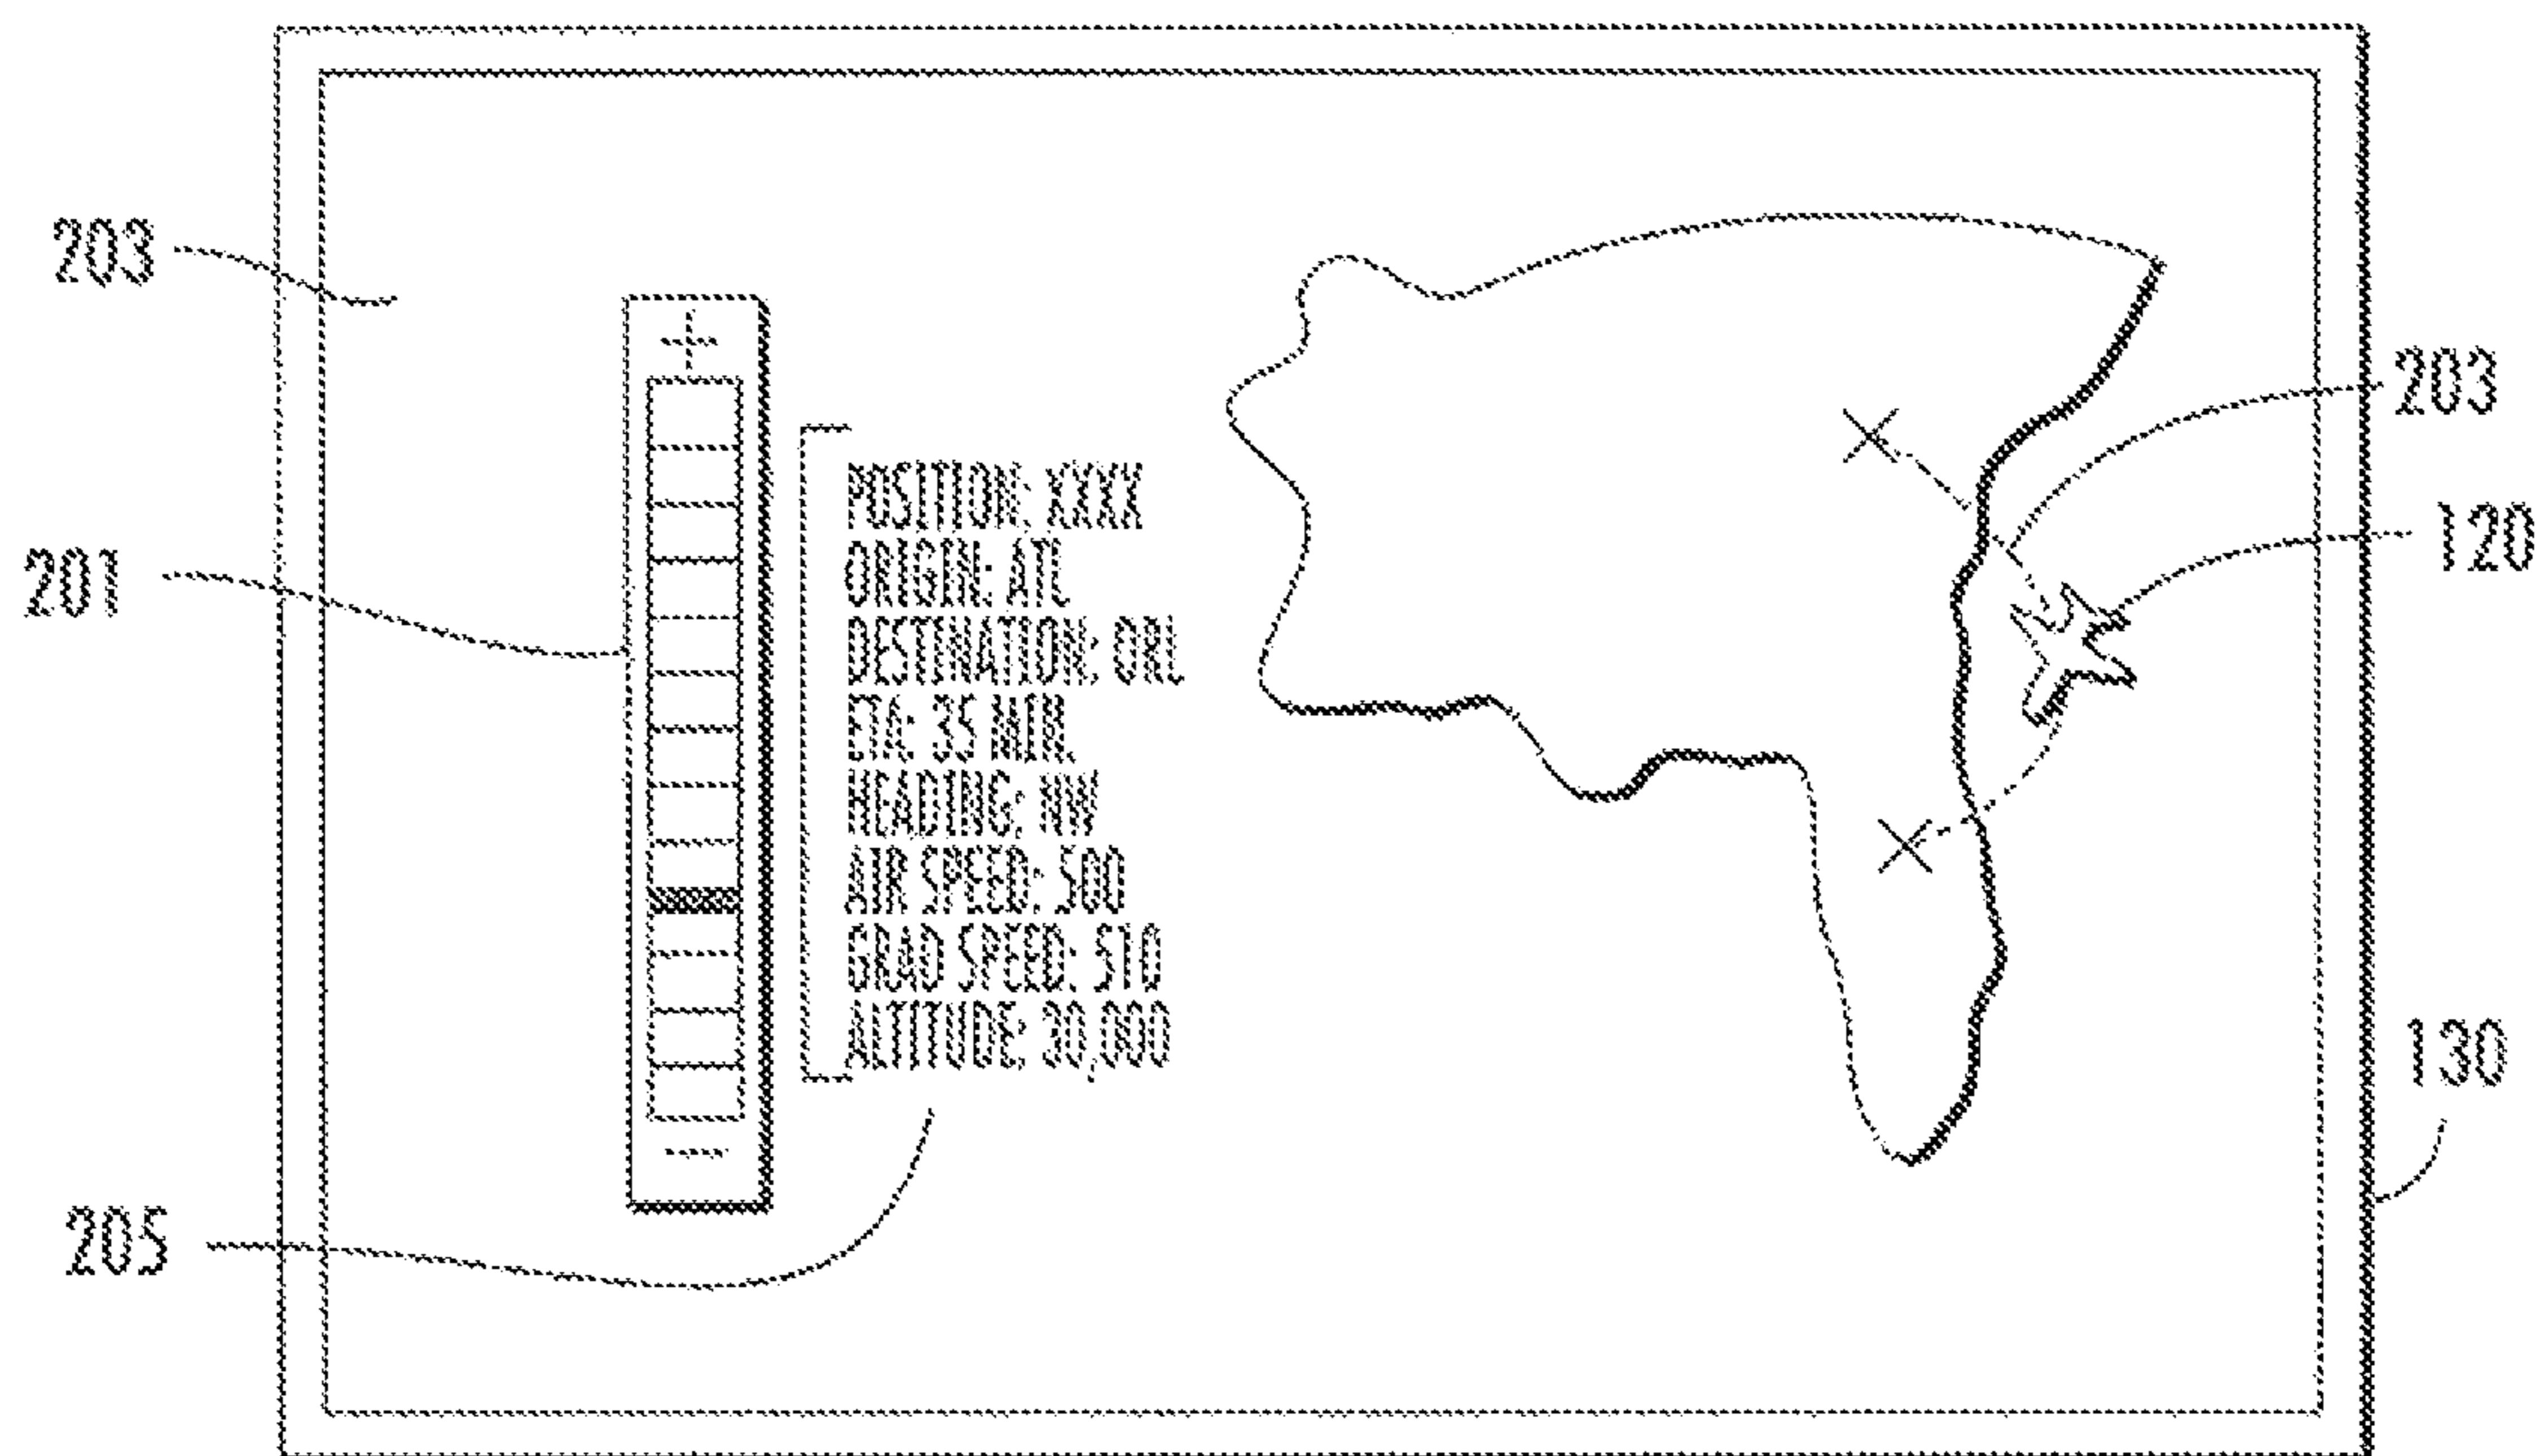 203
+
203
POSITION: XXXX
ORIGIN: ATL
120
201
DESTINATION: ORL
ETA: 35 MIN.
HEADING: NW
AIR SPEED: 500
GRAD SPEED: 510
ALTITUDE: 30,000
130
—
205